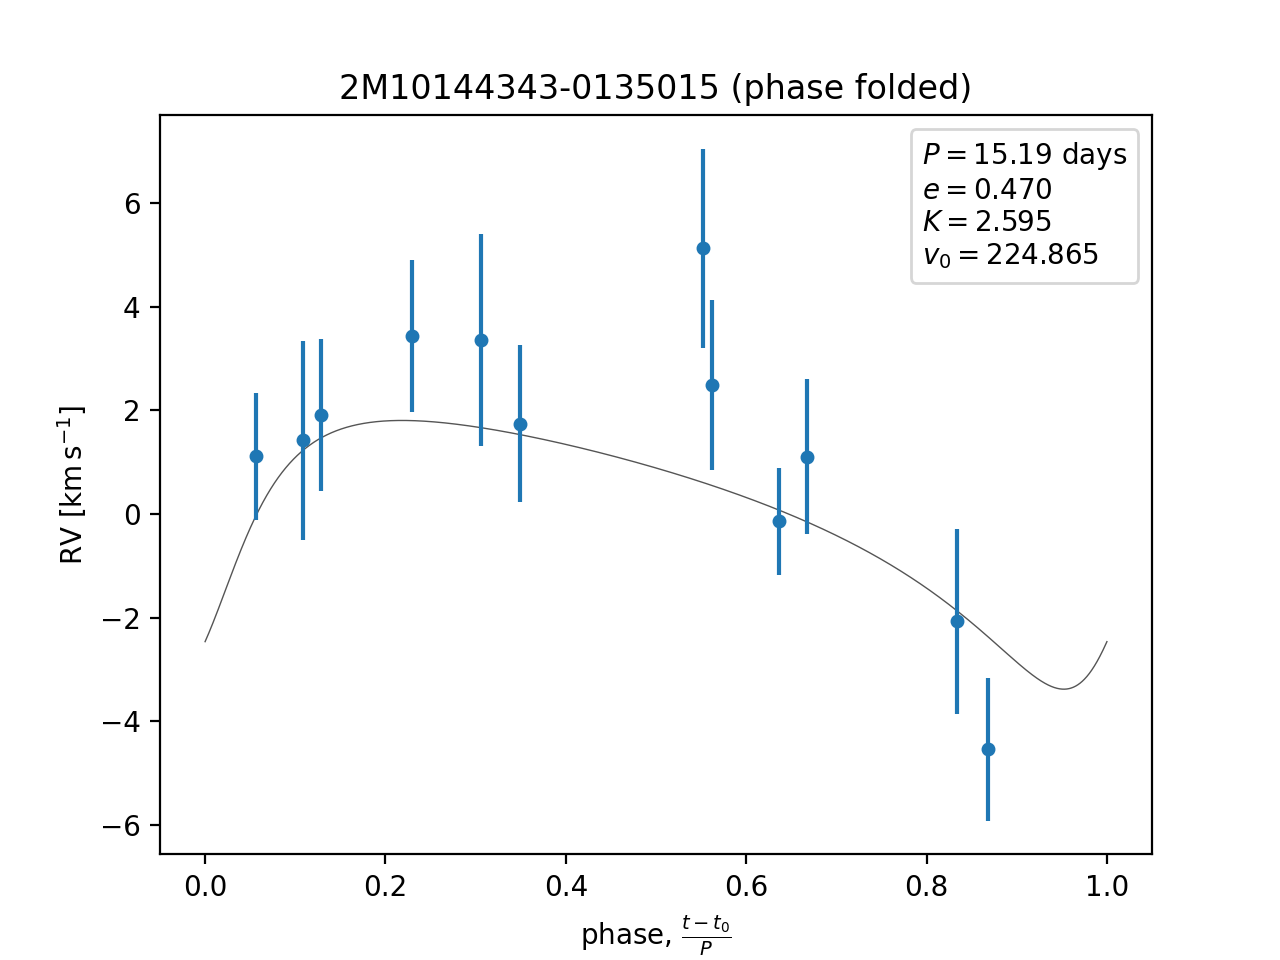 2M10144343-0135015 (phase folded)
P = 15.19 days
e = 0.470
K = 2.595
v₀ = 224.865
RV [km s⁻¹]
6
4
2
0
−2
−4
−6
0.0 0.2 0.4 0.6 0.8 1.0
phase, (t − t₀)/P